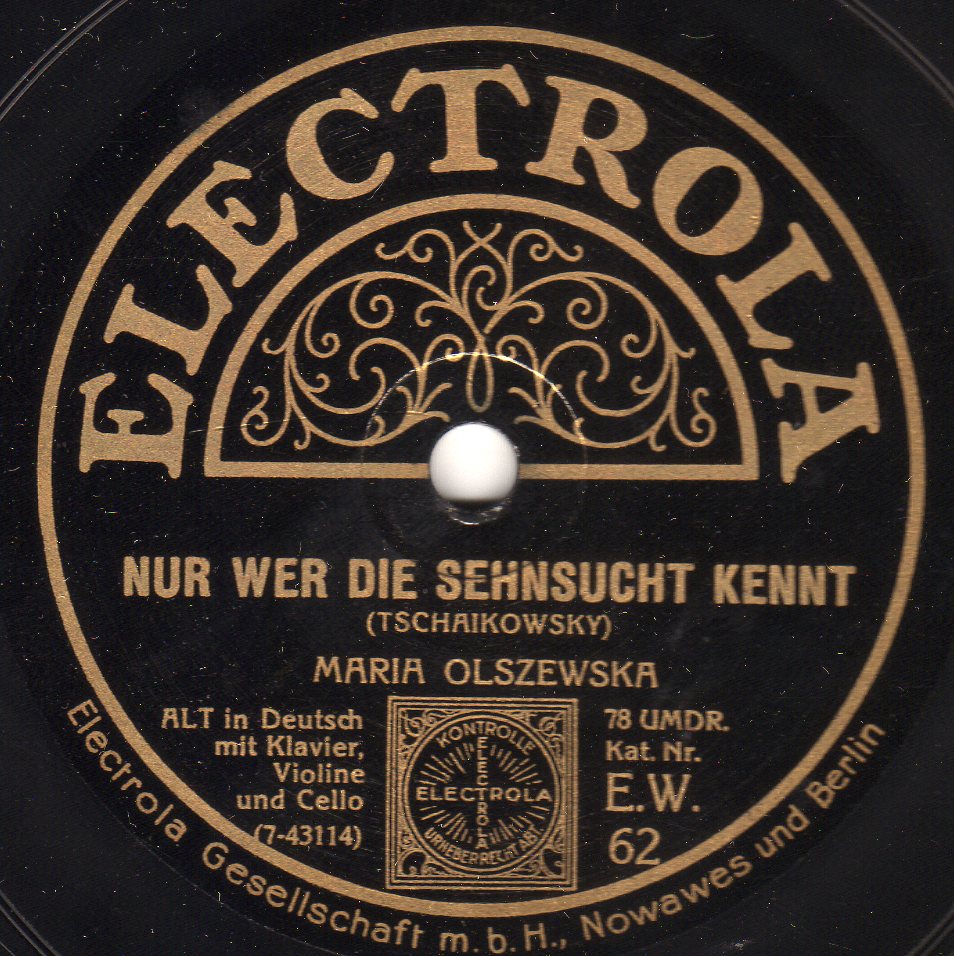 ELECTROLA
NUR WER DIE SEHNSUCHT KENNT
(TSCHAIKOWSKY)
MARIA OLSZEWSKA
ALT in Deutsch
mit Klavier,
Violine
und Cello
(7-43114)
KONTROLLE
ELECTROLA
ELECTROLA
URHEBERRECHT ABT
78 UMDR.
Kat. Nr.
E.W.
62
Electrola Gesellschaft m.b.H., Nowawes und Berlin